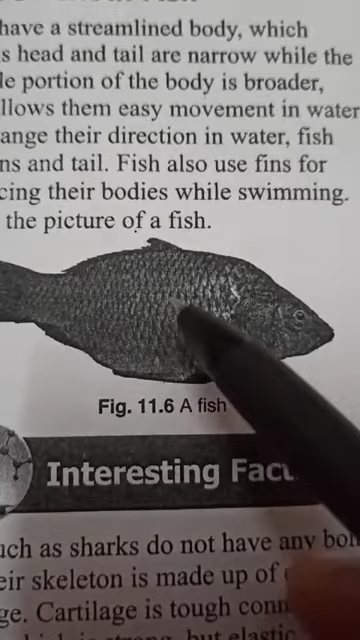 have a streamlined body, which
s head and tail are narrow while the
le portion of the body is broader,
llows them easy movement in water
ange their direction in water, fish
ns and tail. Fish also use fins for
cing their bodies while swimming.
the picture of a fish.
Fig. 11.6 A fish
Interesting Fact
uch as sharks do not have any bon
eir skeleton is made up of
ge. Cartilage is tough conn